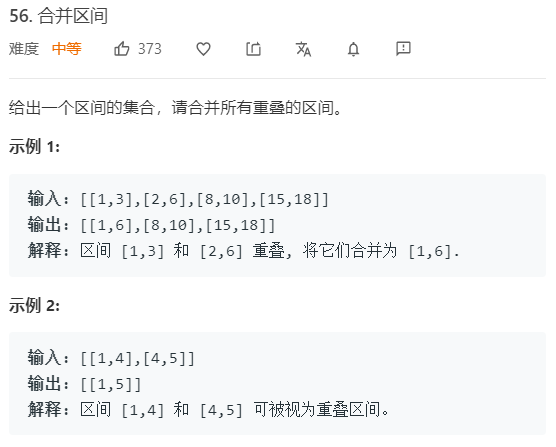 56. 合并区间
难度 中等 373
给出一个区间的集合，请合并所有重叠的区间。
示例 1:
输入: [[1,3],[2,6],[8,10],[15,18]]
输出: [[1,6],[8,10],[15,18]]
解释: 区间 [1,3] 和 [2,6] 重叠, 将它们合并为 [1,6].
示例 2:
输入: [[1,4],[4,5]]
输出: [[1,5]]
解释: 区间 [1,4] 和 [4,5] 可被视为重叠区间。